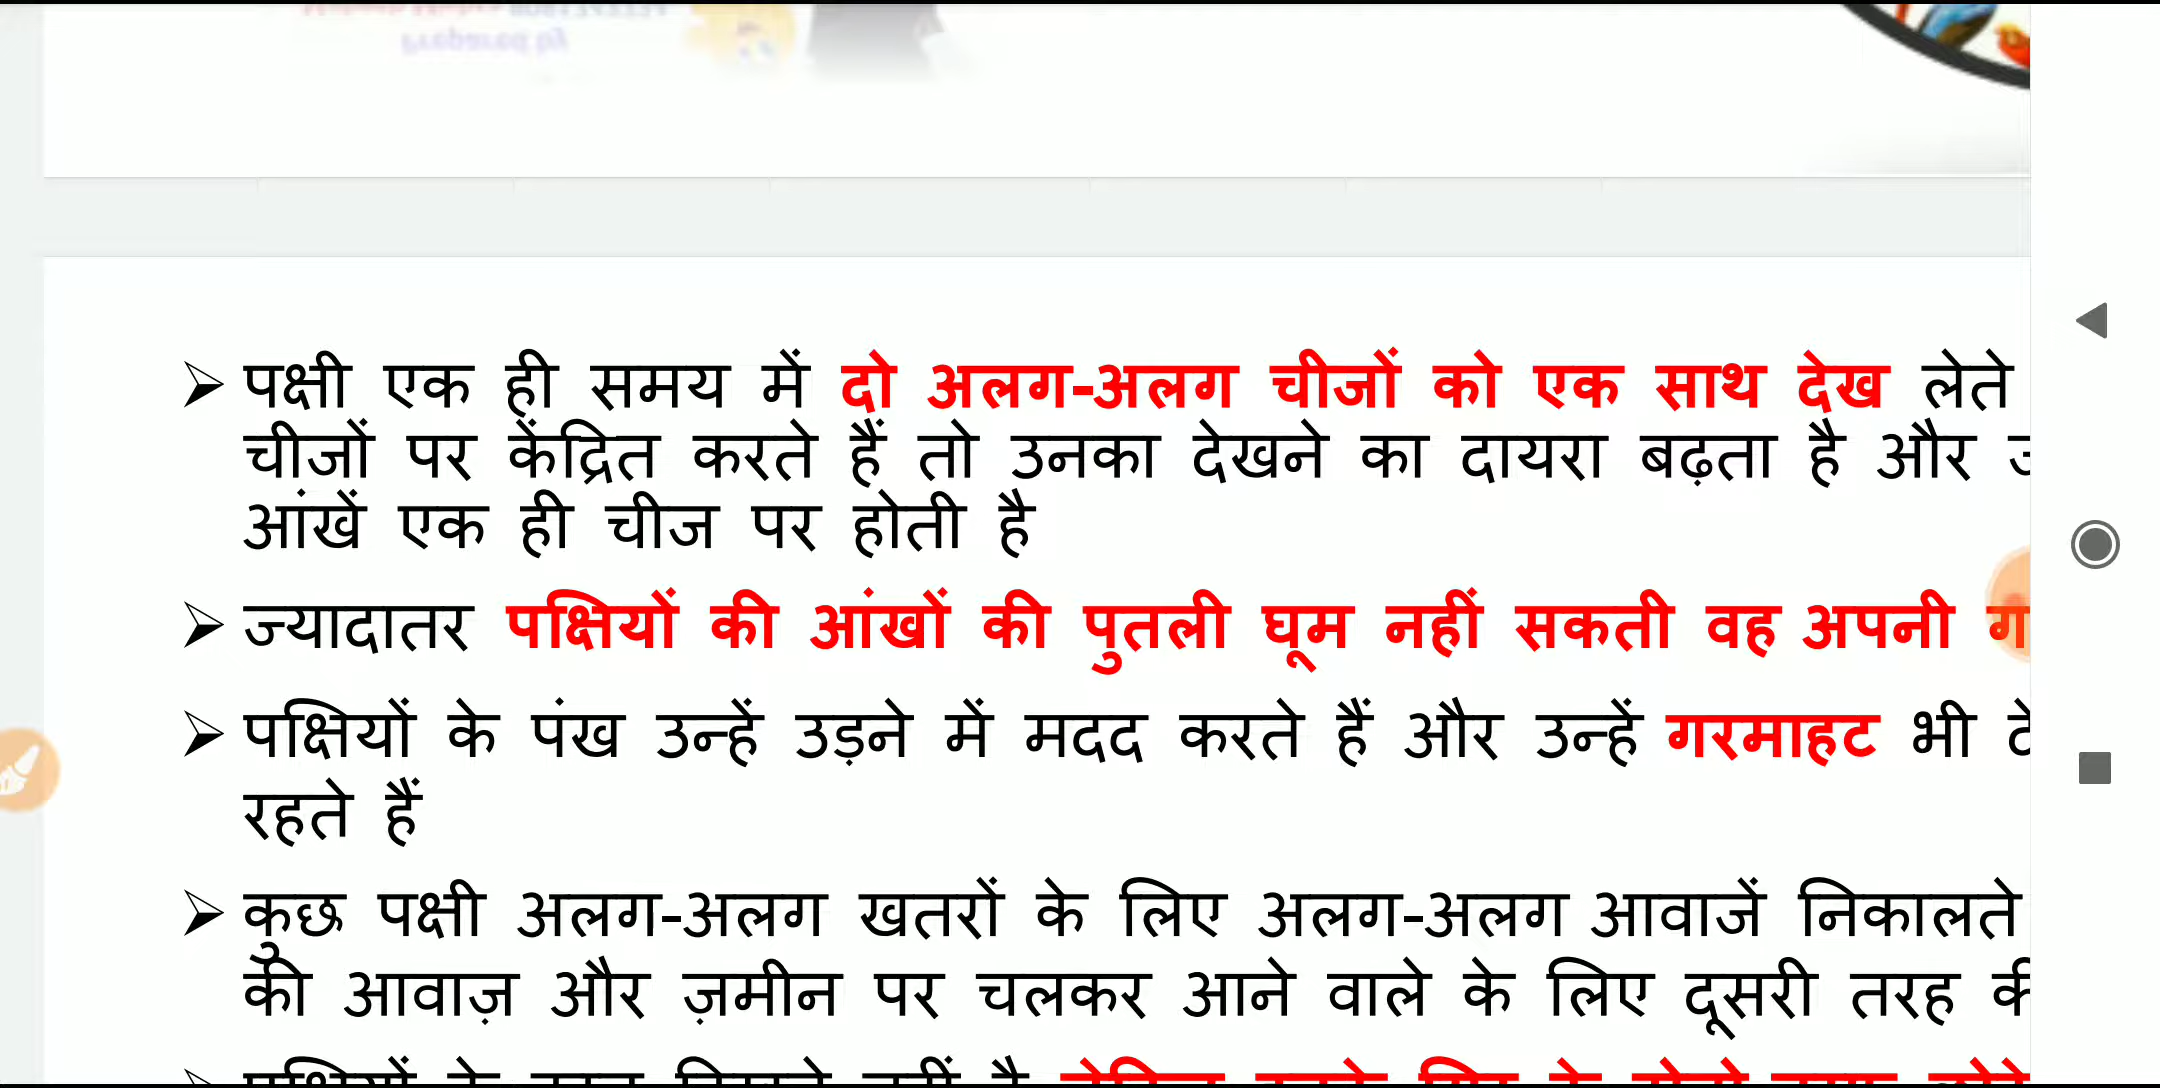 ➢ पक्षी एक ही समय में दो अलग-अलग चीजों को एक साथ देख लेते
चीजों पर केंद्रित करते हैं तो उनका देखने का दायरा बढ़ता है और
आंखें एक ही चीज पर होती है
➢ ज्यादातर पक्षियों की आंखों की पुतली घूम नहीं सकती वह अपनी
➢ पक्षियों के पंख उन्हें उड़ने में मदद करते हैं और उन्हें गरमाहट भी
रहते हैं
➢ कुछ पक्षी अलग-अलग खतरों के लिए अलग-अलग आवाजें निकालते
की आवाज़ और ज़मीन पर चलकर आने वाले के लिए दूसरी तरह